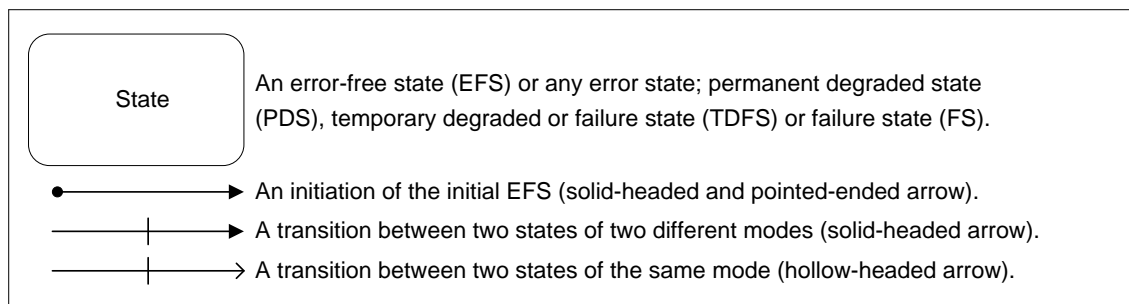 State
An error-free state (EFS) or any error state; permanent degraded state
(PDS), temporary degraded or failure state (TDFS) or failure state (FS).
An initiation of the initial EFS (solid-headed and pointed-ended arrow).
A transition between two states of two different modes (solid-headed arrow).
A transition between two states of the same mode (hollow-headed arrow).